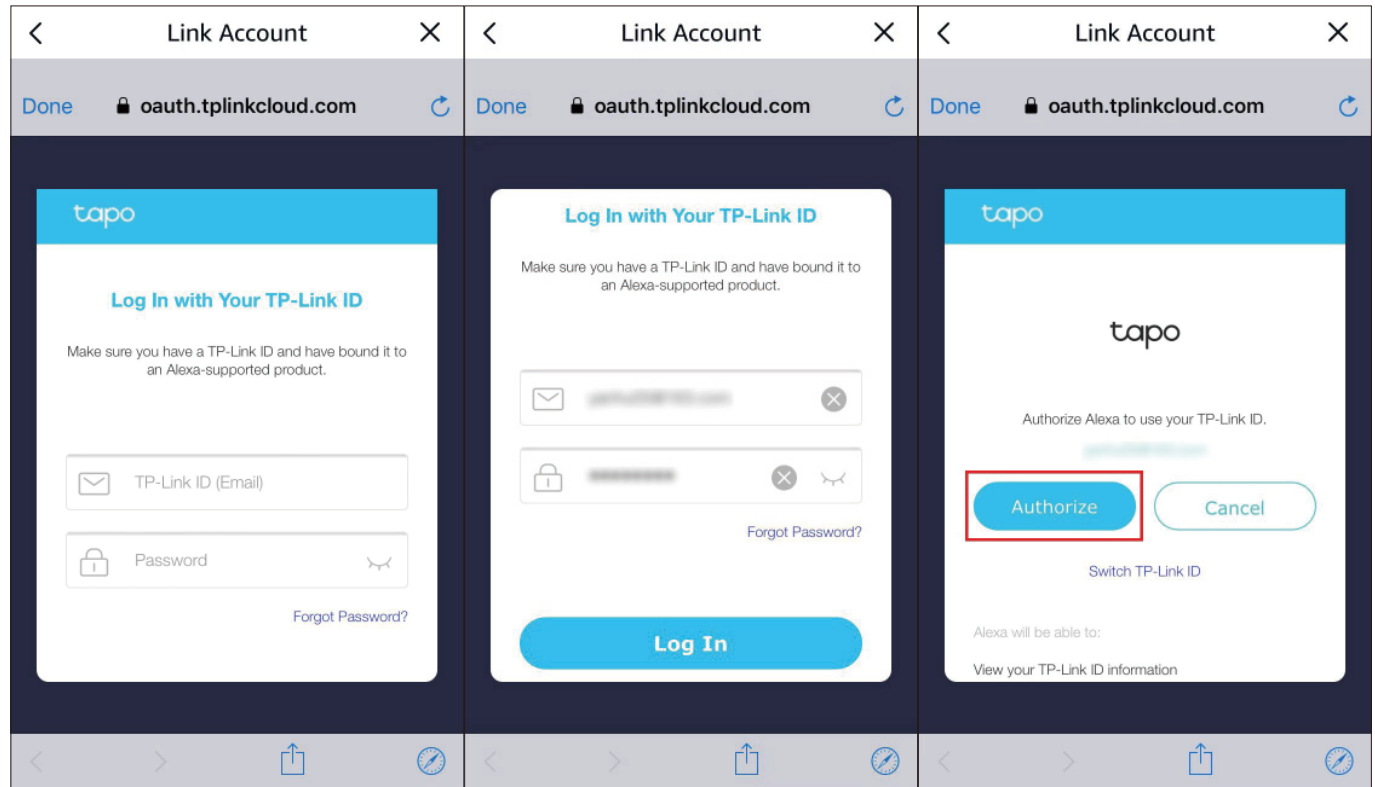 Link Account
Done
oauth.tplinkcloud.com
tapo
Log In with Your TP-Link ID
Make sure you have a TP-Link ID and have bound it to
an Alexa-supported product.
TP-Link ID (Email)
Password
Forgot Password?
Link Account
Done
oauth.tplinkcloud.com
Log In with Your TP-Link ID
Make sure you have a TP-Link ID and have bound it to
an Alexa-supported product.
Forgot Password?
Log In
Link Account
Done
oauth.tplinkcloud.com
tapo
tapo
Authorize Alexa to use your TP-Link ID.
Authorize
Cancel
Switch TP-Link ID
Alexa will be able to:
View your TP-Link ID information